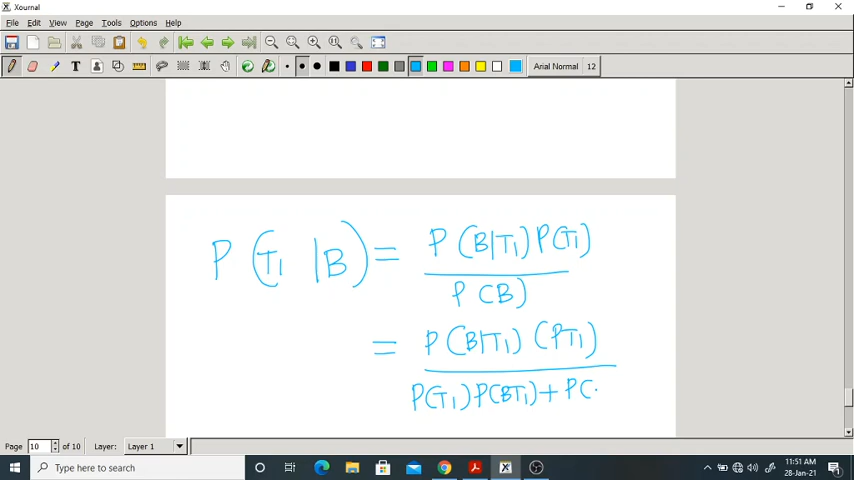 Xournal
File Edit View Page Tools Options Help
Arial Normal 12
P (T1 |B) = P (B|T1) P(T1)
P (B)
= P (B|T1) (PT1)
P(T1) P(BT1) + P(
Page 10 of 10 Layer: Layer 1
Type here to search
11:51 AM
28-Jan-21